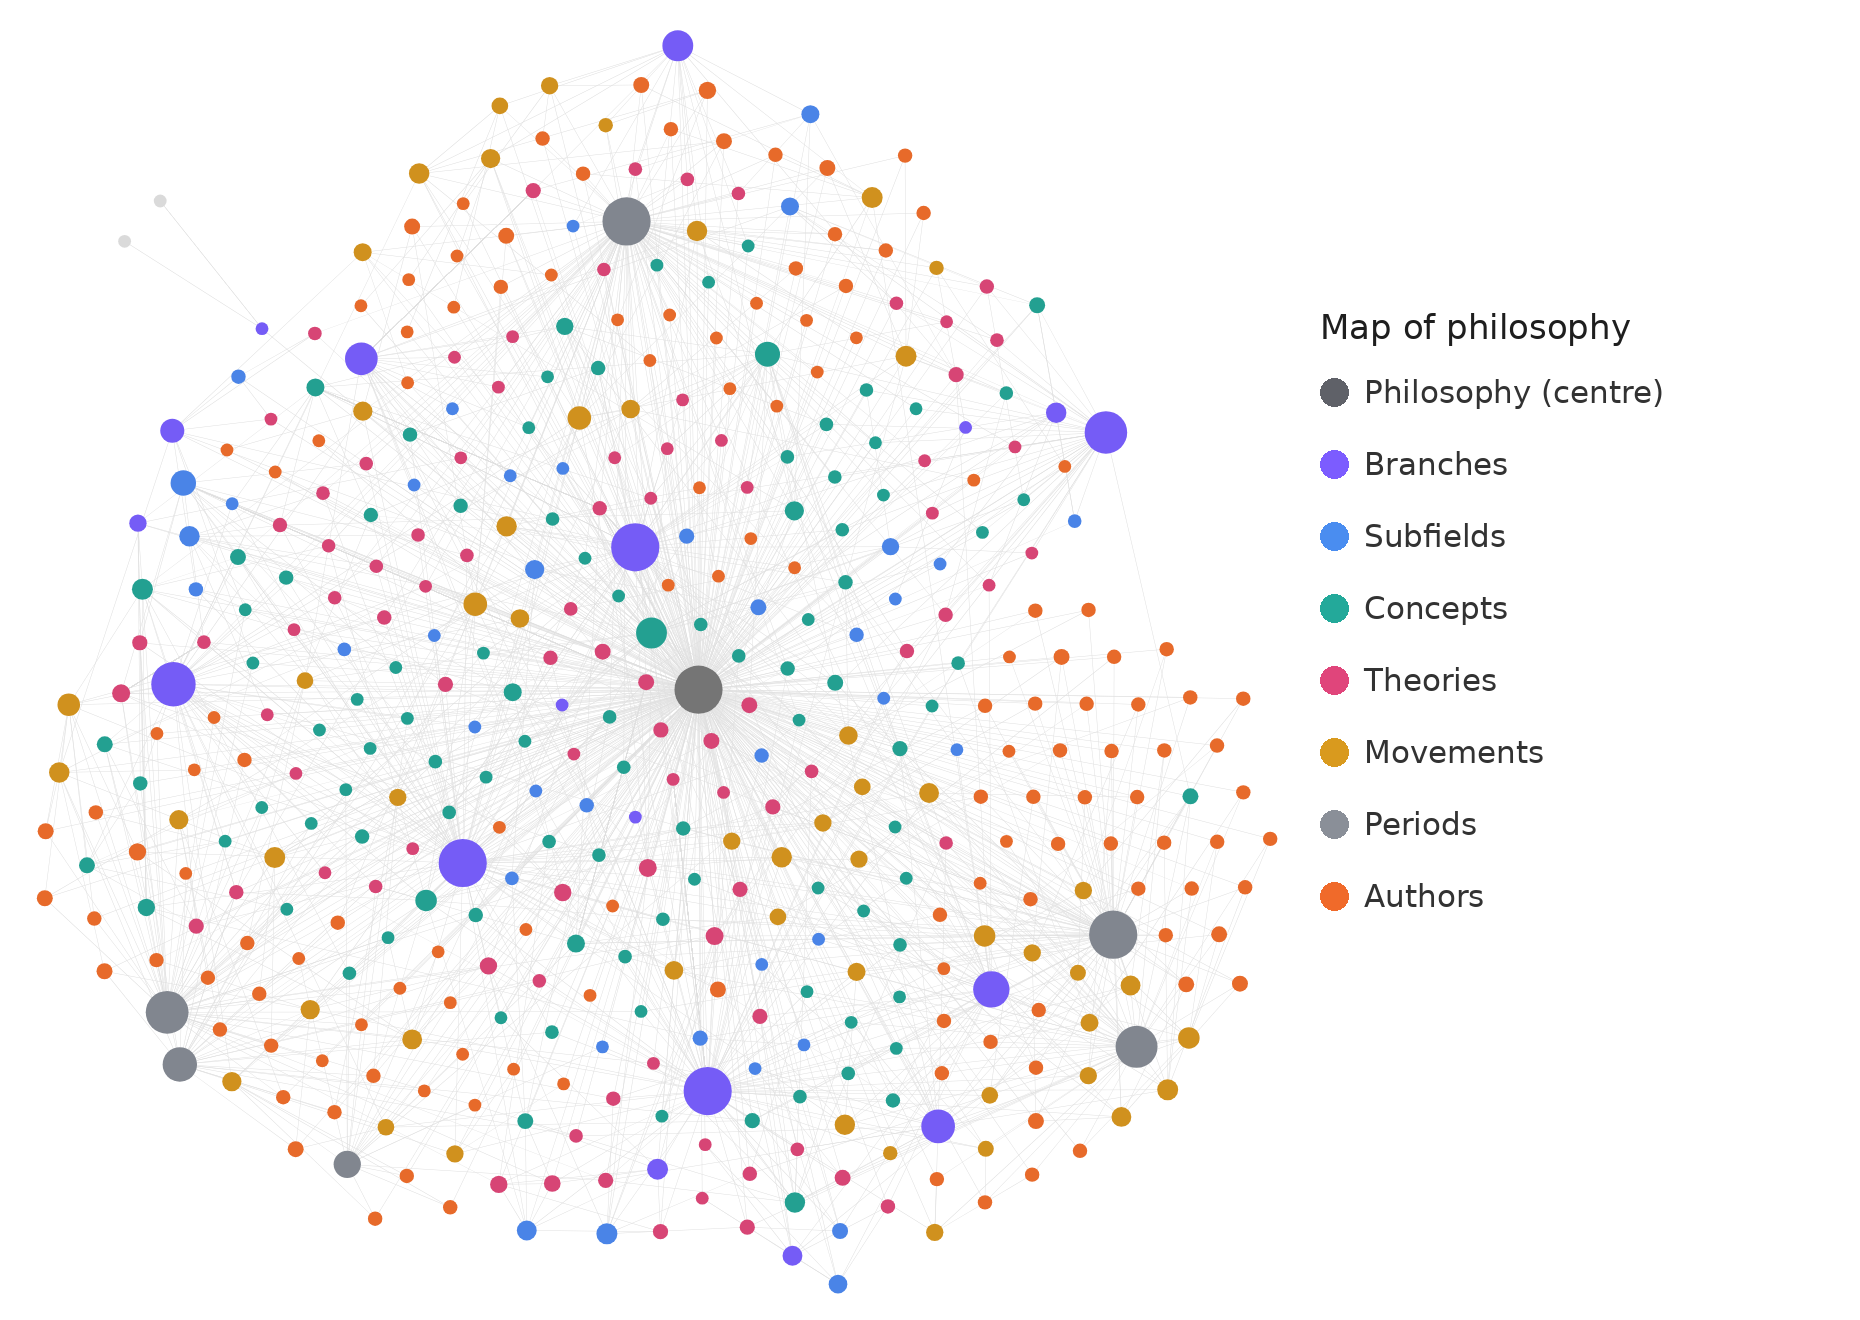 Map of philosophy
Philosophy (centre)
Branches
Subfields
Concepts
Theories
Movements
Periods
Authors